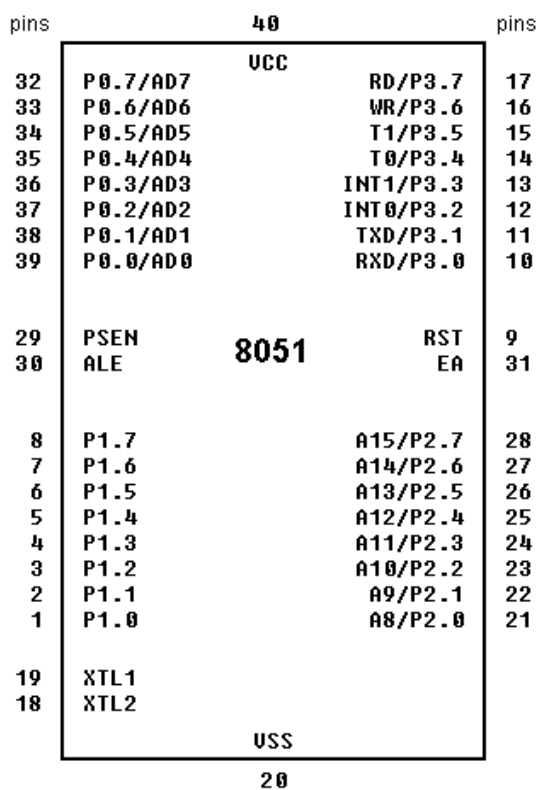 pins 40 pins
VCC
32 P0.7/AD7 RD/P3.7 17
33 P0.6/AD6 WR/P3.6 16
34 P0.5/AD5 T1/P3.5 15
35 P0.4/AD4 T0/P3.4 14
36 P0.3/AD3 INT1/P3.3 13
37 P0.2/AD2 INT0/P3.2 12
38 P0.1/AD1 TXD/P3.1 11
39 P0.0/AD0 RXD/P3.0 10
29 PSEN RST 9
8051
30 ALE EA 31
8 P1.7 A15/P2.7 28
7 P1.6 A14/P2.6 27
6 P1.5 A13/P2.5 26
5 P1.4 A12/P2.4 25
4 P1.3 A11/P2.3 24
3 P1.2 A10/P2.2 23
2 P1.1 A9/P2.1 22
1 P1.0 A8/P2.0 21
19 XTL1
18 XTL2
VSS
20